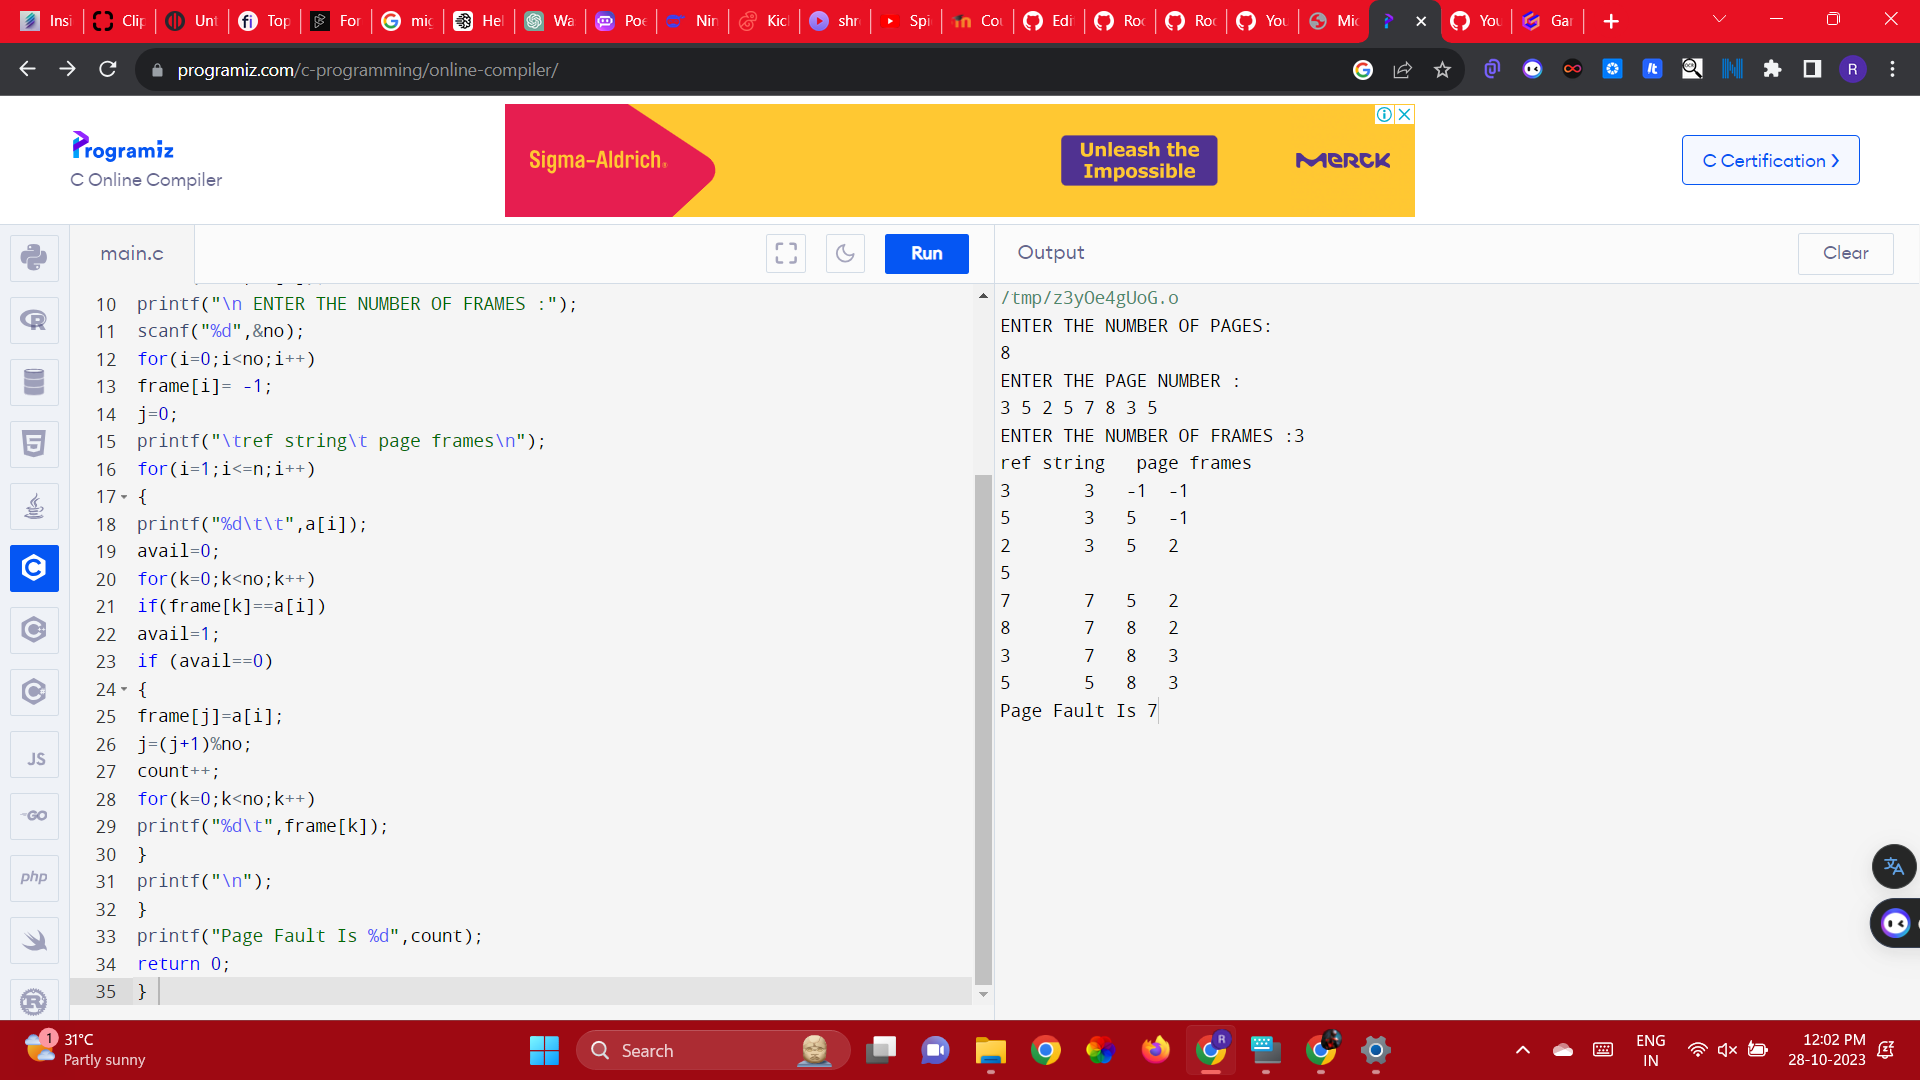 Insi
Clip
Unt
Top
For
mig
Hel
Wa
Poe
Nin
Kicl
shre
Spi
Cou
Edit
Roc
Roc
You
Mic
You
Gar
programiz.com/c-programming/online-compiler/
R
Programiz
C Online Compiler
Sigma-Aldrich®
Unleash the
Impossible
MERCK
C Certification >
main.c
Run
Output
Clear
10 printf("\n ENTER THE NUMBER OF FRAMES :");
11 scanf("%d",&no);
12 for(i=0;i<no;i++)
13 frame[i]= -1;
14 j=0;
15 printf("\tref string\t page frames\n");
16 for(i=1;i<=n;i++)
17 {
18 printf("%d\t\t",a[i]);
19 avail=0;
20 for(k=0;k<no;k++)
21 if(frame[k]==a[i])
22 avail=1;
23 if (avail==0)
24 {
25 frame[j]=a[i];
26 j=(j+1)%no;
27 count++;
28 for(k=0;k<no;k++)
29 printf("%d\t",frame[k]);
30 }
31 printf("\n");
32 }
33 printf("Page Fault Is %d",count);
34 return 0;
35 }
/tmp/z3yOe4gUoG.o
ENTER THE NUMBER OF PAGES:
8
ENTER THE PAGE NUMBER :
3 5 2 5 7 8 3 5
ENTER THE NUMBER OF FRAMES :3
ref string page frames
3 3 -1 -1
5 3 5 -1
2 3 5 2
5
7 7 5 2
8 7 8 2
3 7 8 3
5 5 8 3
Page Fault Is 7
JS
GO
php
1
31°C
Partly sunny
Search
ENG
IN
12:02 PM
28-10-2023